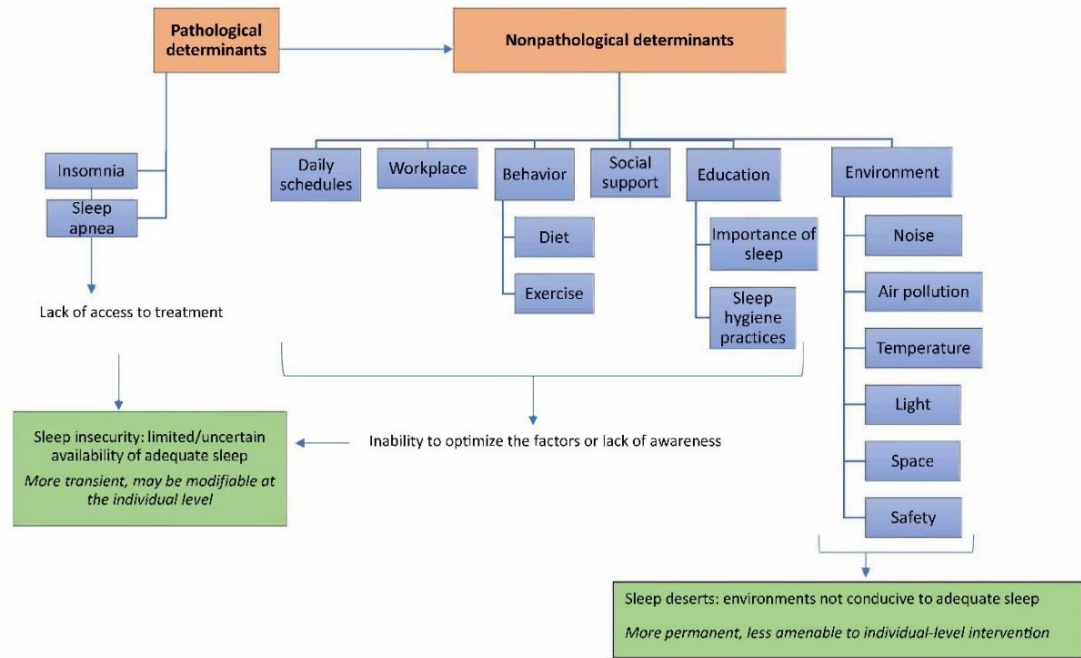 Pathological
determinants
Nonpathological determinants
Insomnia
Sleep
apnea
Daily
schedules
Workplace
Behavior
Social
support
Education
Environment
Diet
Exercise
Importance of
sleep
Sleep
hygiene
practices
Noise
Air pollution
Temperature
Light
Space
Safety
Lack of access to treatment
Inability to optimize the factors or lack of awareness
Sleep insecurity: limited/uncertain
availability of adequate sleep
More transient, may be modifiable at
the individual level
Sleep deserts: environments not conducive to adequate sleep
More permanent, less amenable to individual-level intervention